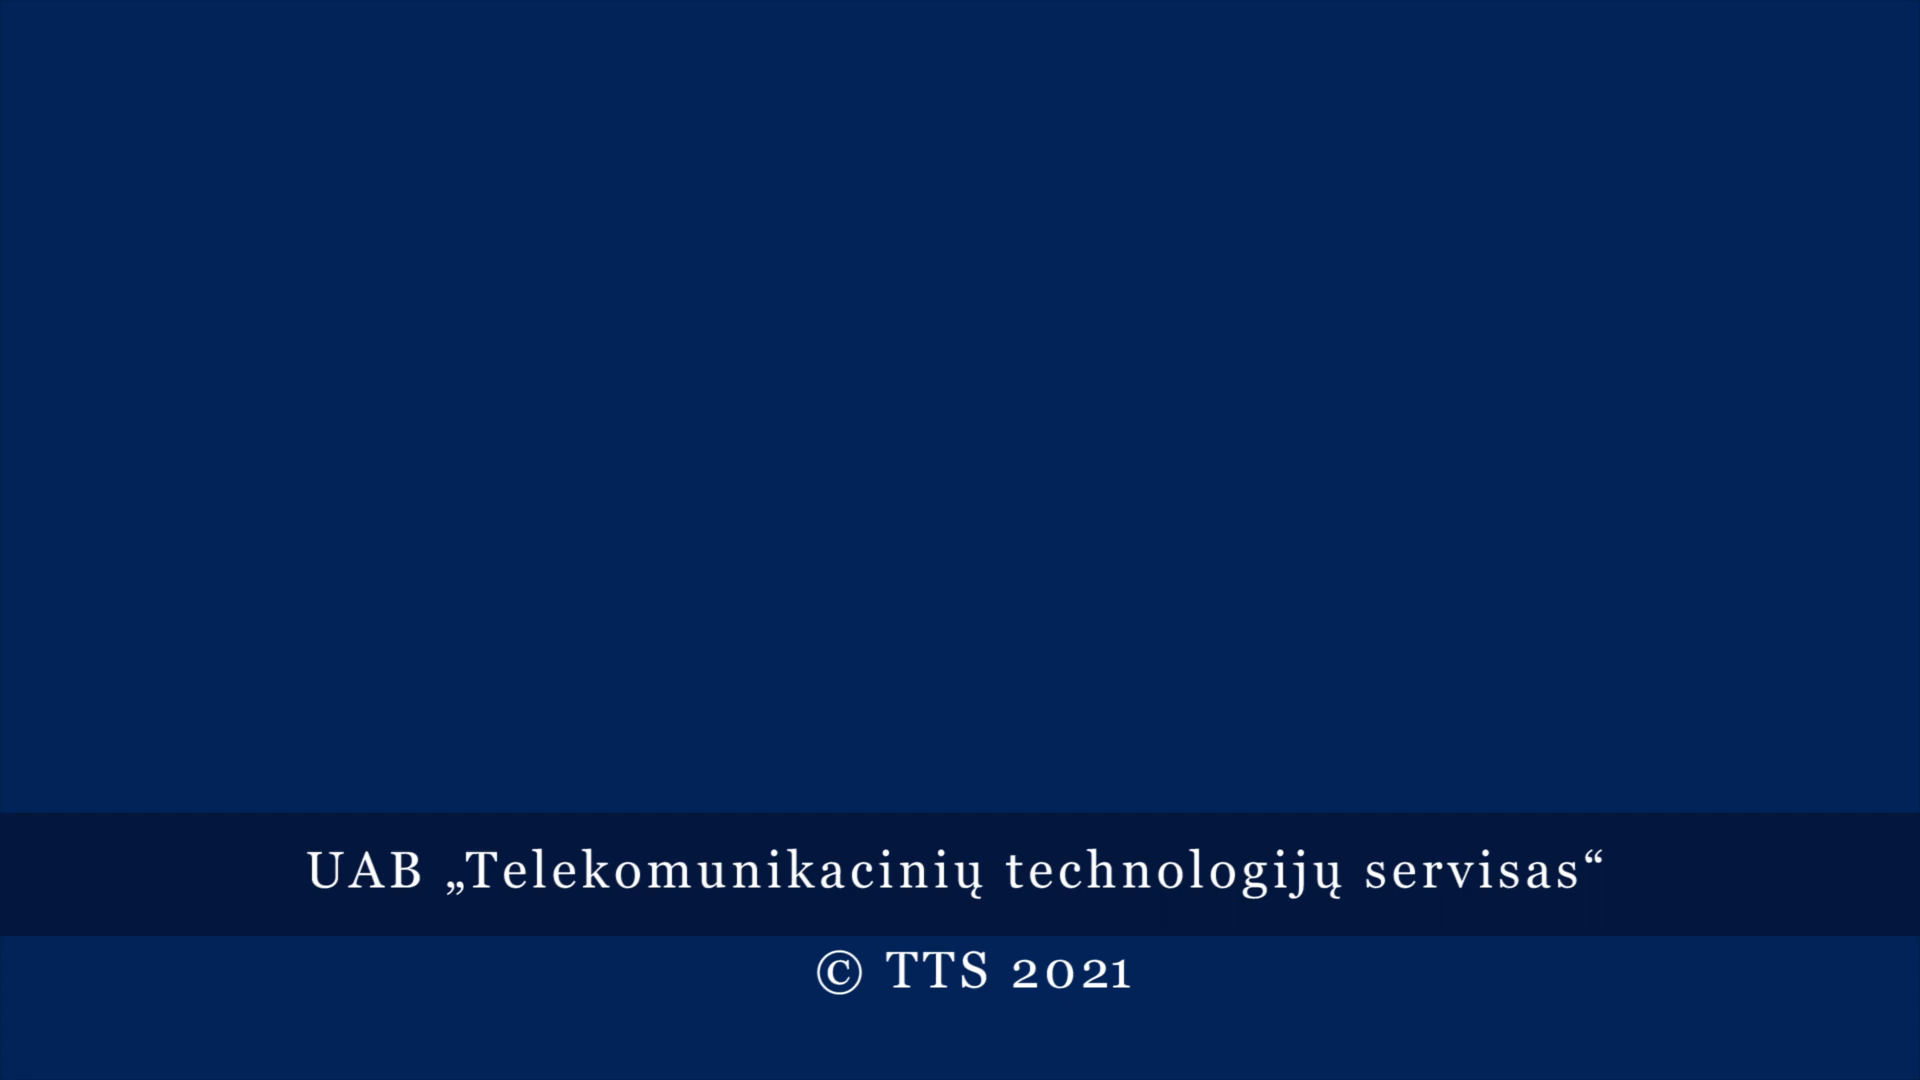 UAB „Telekomunikacinių technologijų servisas“
© TTS 2021